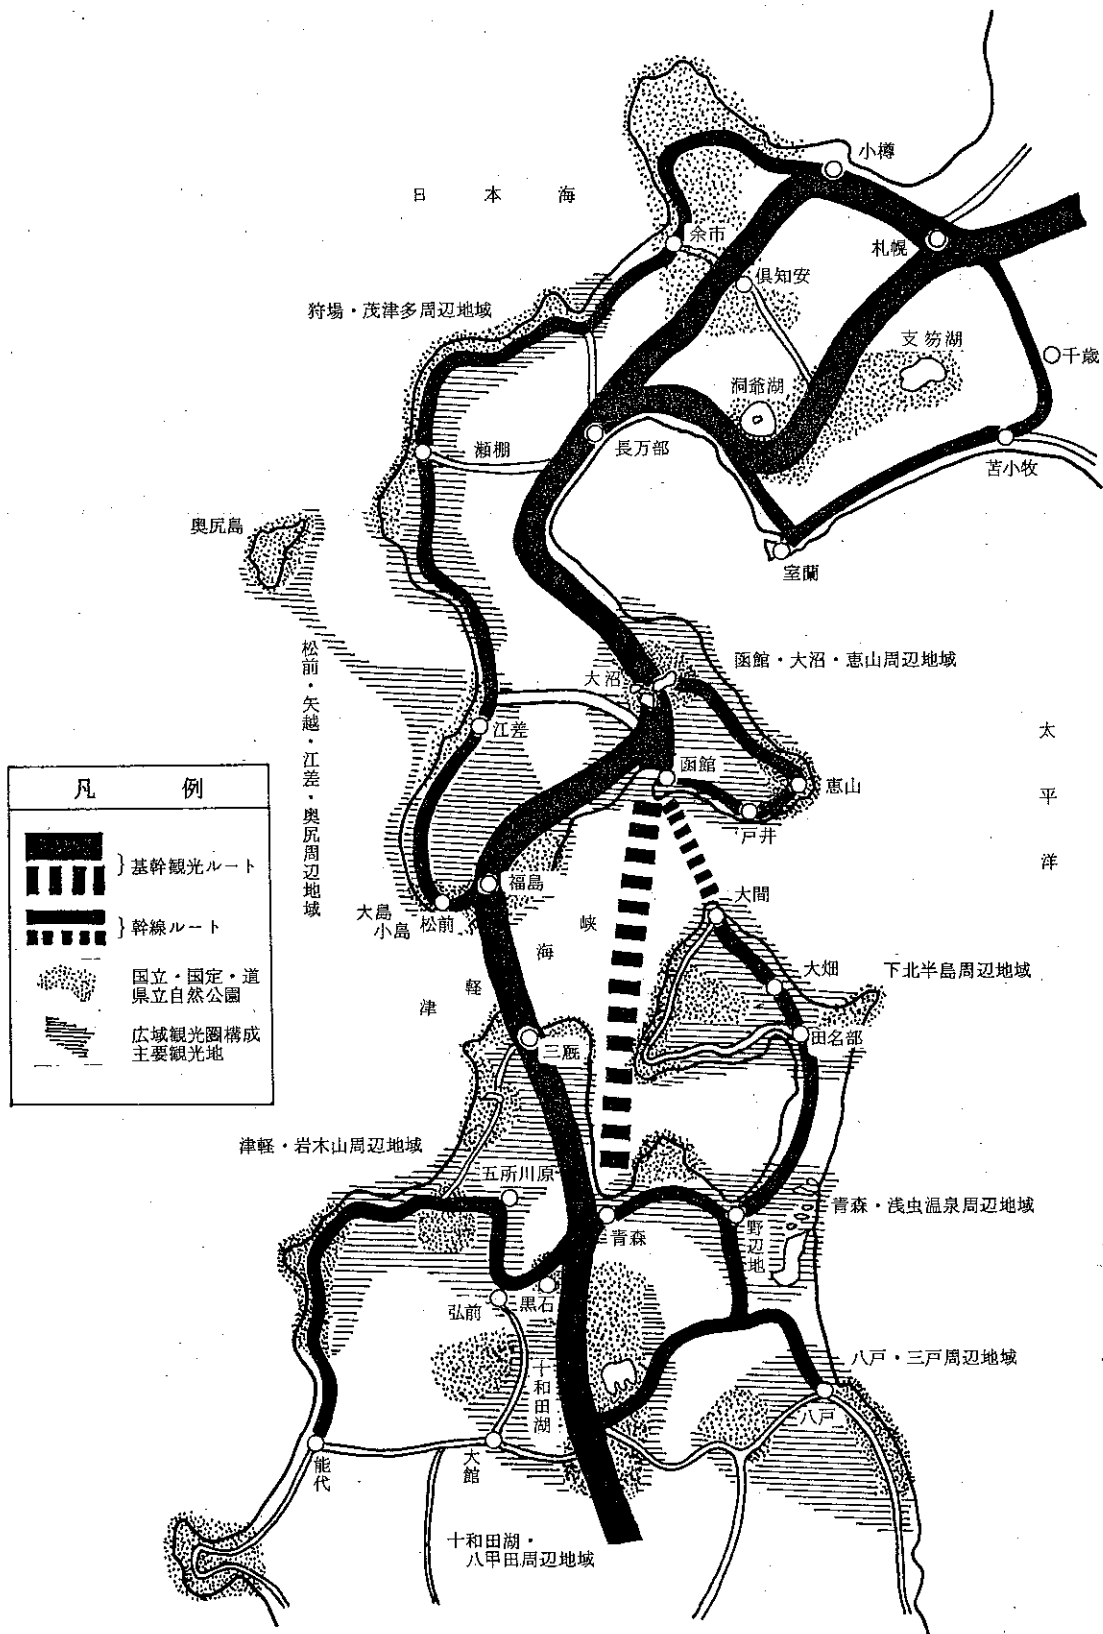 小樽
日本海
余市
札幌
倶知安
狩場・茂津多周辺地域
支笏湖
千歳
洞爺湖
瀬棚
長万部
苫小牧
奥尻島
室蘭
松前・矢越・江差・奥尻周辺地域
函館・大沼・恵山周辺地域
大沼
江差
太平洋
函館
恵山
戸井
凡例
基幹観光ルート
幹線ルート
国立・国定・道
県立自然公園
広域観光圏構成
主要観光地
福島
大島
小島
松前
大間
津軽海峡
大畑
下北半島周辺地域
田名部
三厩
津軽・岩木山周辺地域
五所川原
青森・浅虫温泉周辺地域
青森
野辺地
弘前
黒石
八戸・三戸周辺地域
十和田湖
八戸
能代
大館
十和田湖・
八甲田周辺地域